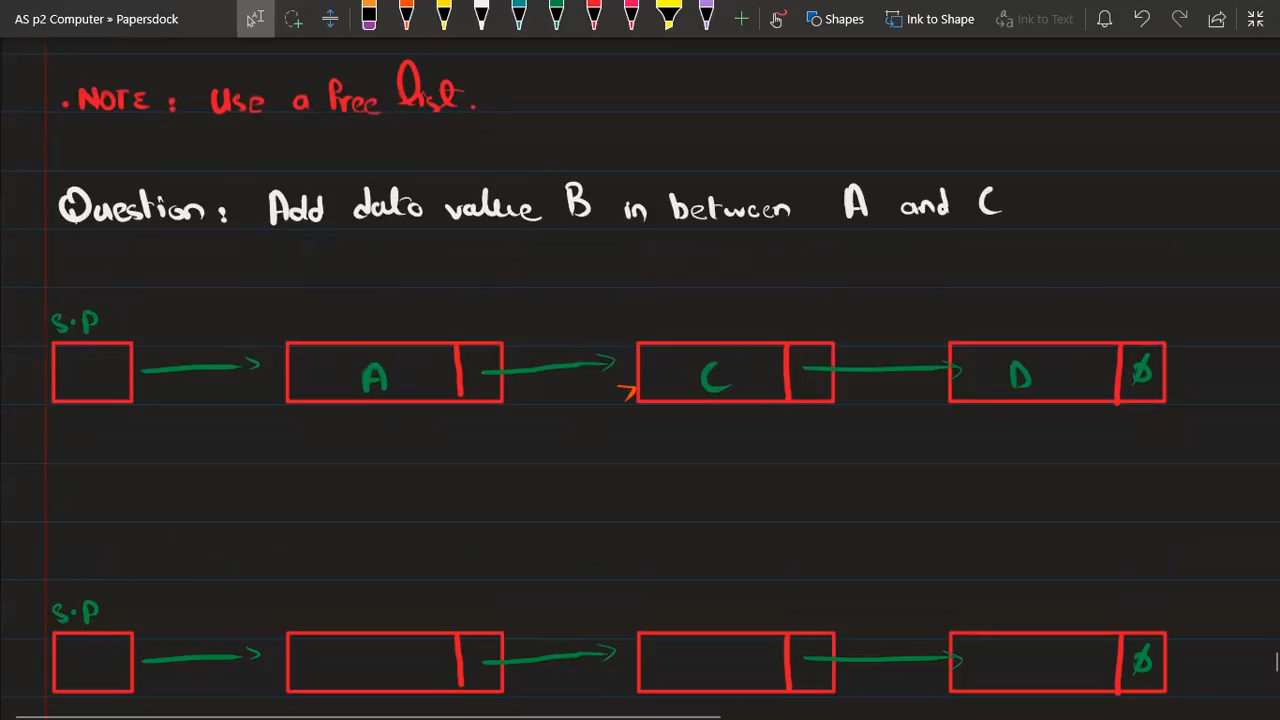 AS p2 Computer » Papersdock
Shapes
Ink to Shape
Ink to Text
. NOTE : Use a free list.
Question : Add data value B in between A and C
S.P
A
C
D
Ø
S.P
Ø